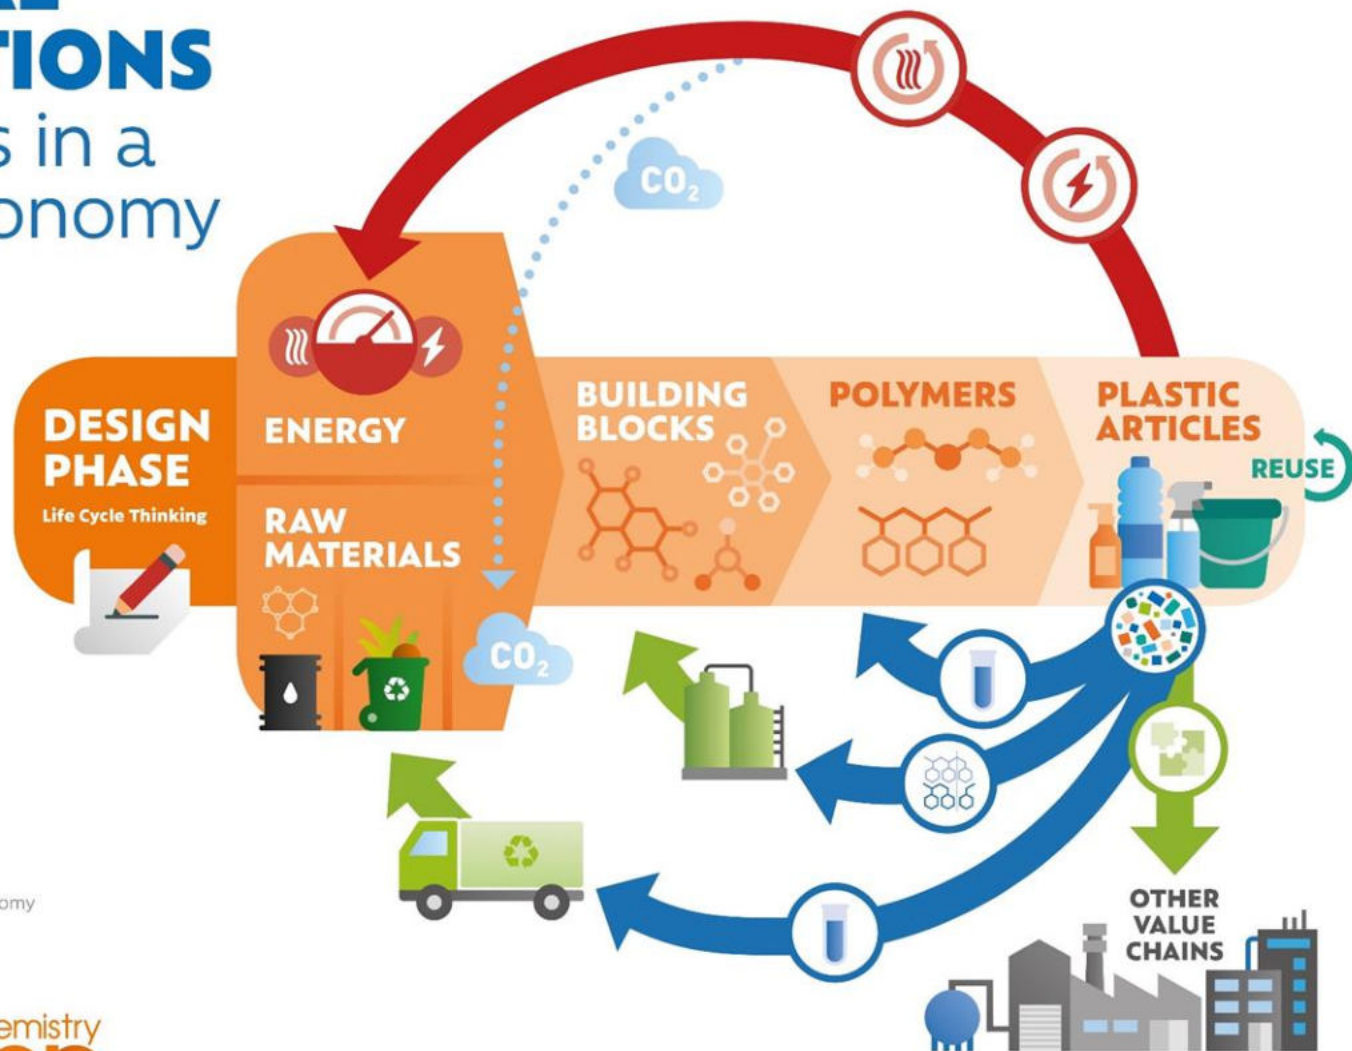 TIONS
s in a
onomy
CO₂
DESIGN
PHASE
Life Cycle Thinking
ENERGY
RAW
MATERIALS
BUILDING
BLOCKS
POLYMERS
PLASTIC
ARTICLES
REUSE
CO₂
OTHER
VALUE
CHAINS
omy
emistry